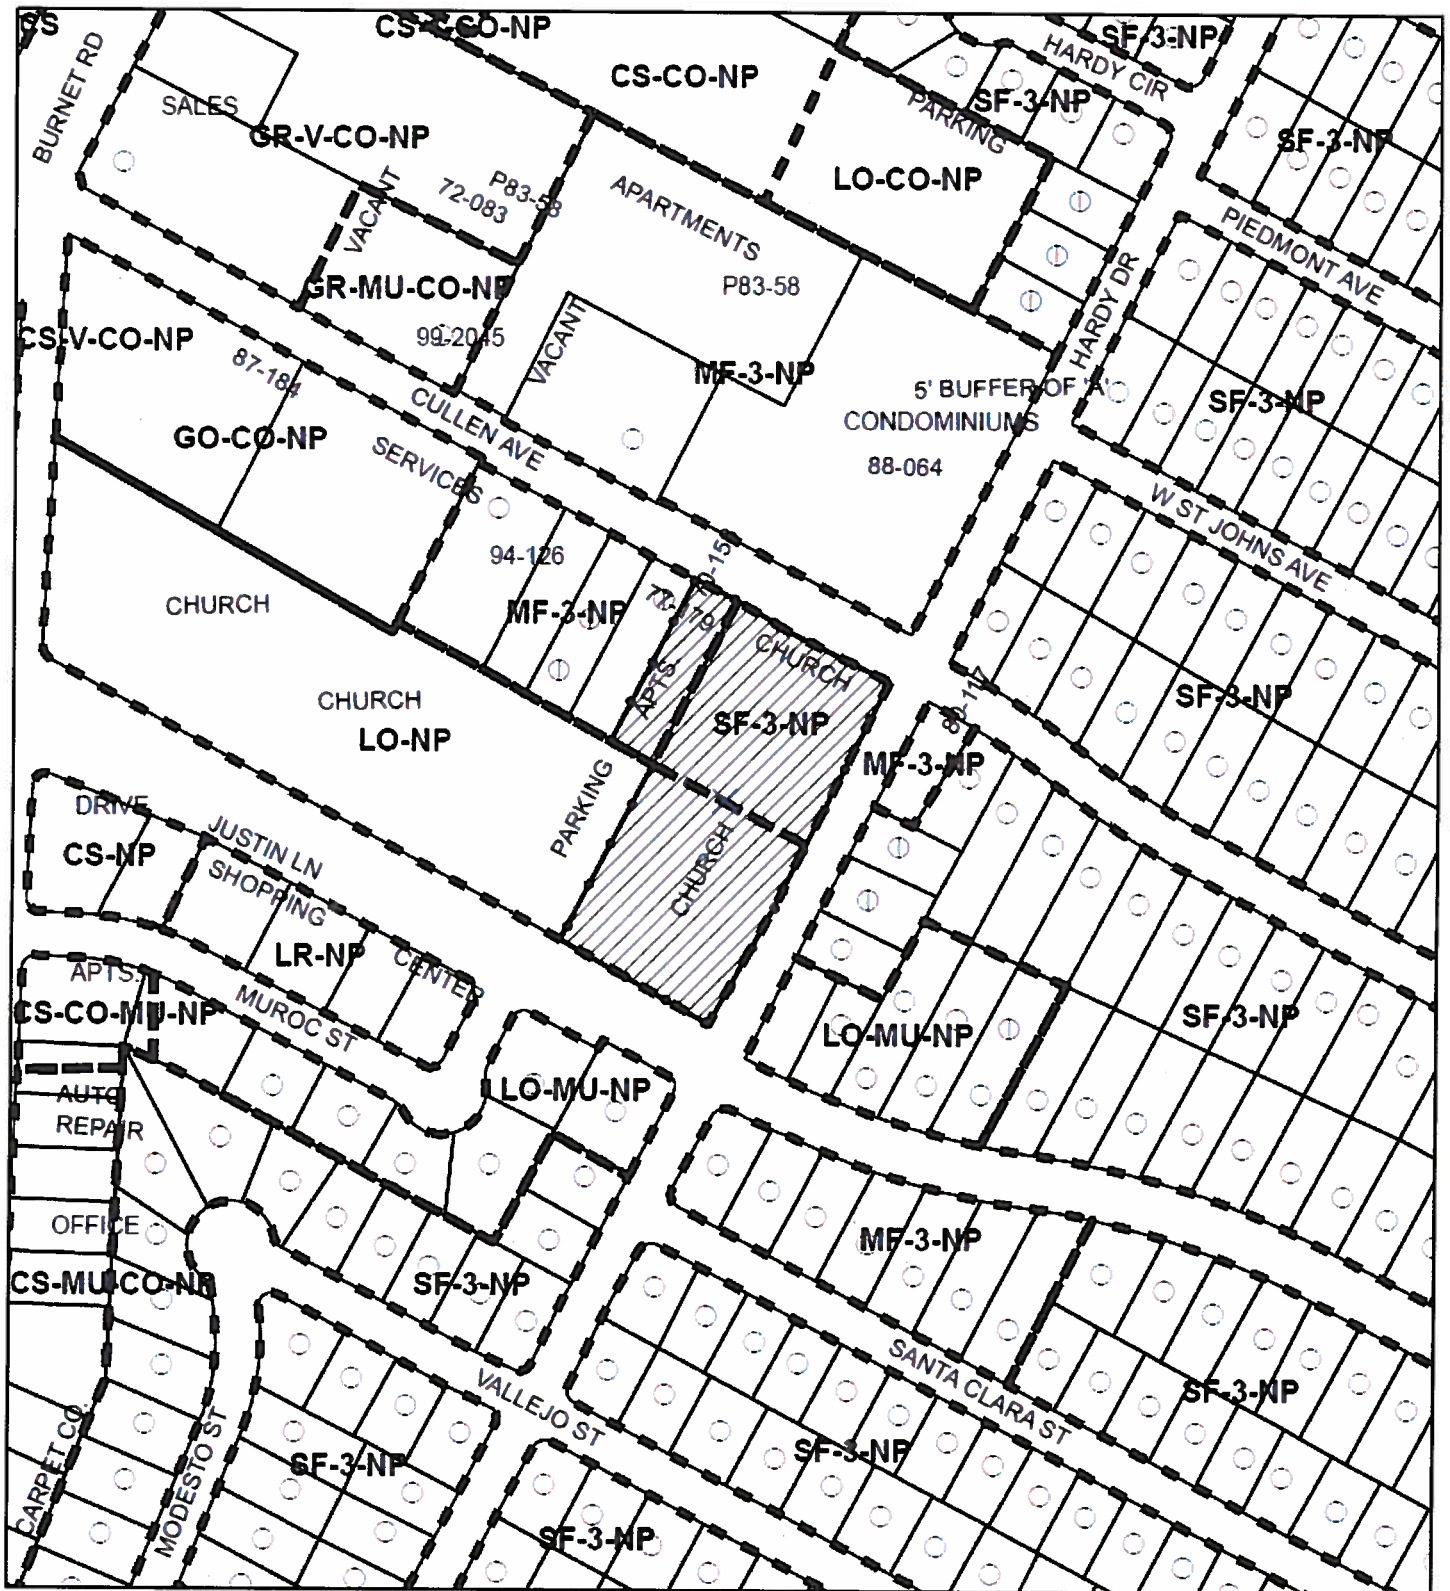 CS
CS-V-CO-NP
SF-3-NP
HARDY CIR
CS-CO-NP
BURNET RD
SALES
SF-3-NP
PARKING
GR-V-CO-NP
SF-3-NP
LO-CO-NP
P83-58
72-083
VACANT
APARTMENTS
PIEDMONT AVE
GR-MU-CO-NP
P83-58
HARDY DR
CS-V-CO-NP
99-2045
VACANT
87-184
MF-3-NP
5' BUFFER OF 'A'
CONDOMINIUMS
SF-3-NP
CULLEN AVE
GO-CO-NP
SERVICES
88-064
W ST JOHNS AVE
94-126
CHURCH
MF-3-NP
CHURCH
APTS.
CHURCH
LO-NP
SF-3-NP
SF-3-NP
MF-3-NP
PARKING
DRIVE
JUSTIN LN
CS-NP
CHURCH
SHOPPING
CENTER
LR-NP
APTS.
CS-CO-MU-NP
MUROC ST
LO-MU-NP
SF-3-NP
LO-MU-NP
AUTO
REPAIR
OFFICE
MF-3-NP
CS-MU-CO-NP
SF-3-NP
SANTA CLARA ST
SF-3-NP
VALLEJO ST
CARPET CO.
MODESTO ST
SF-3-NP
SF-3-NP
SF-3-NP